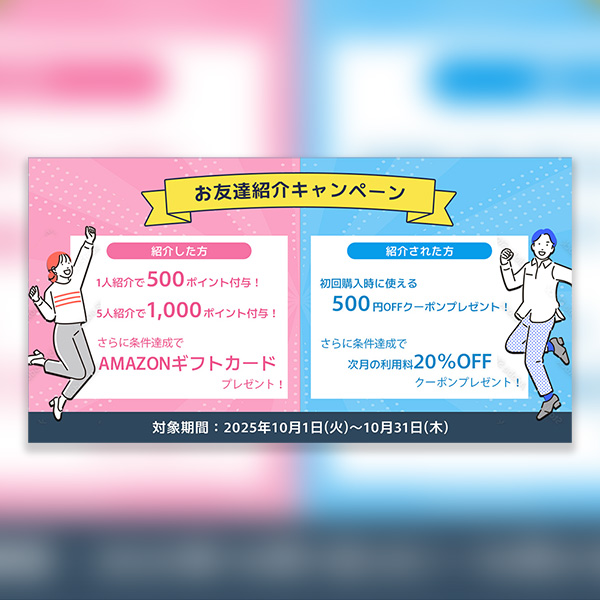 お友達紹介キャンペーン
紹介した方
1人紹介で500ポイント付与！
5人紹介で1,000ポイント付与！
さらに条件達成で
AMAZONギフトカード
プレゼント！
紹介された方
初回購入時に使える
500円OFFクーポンプレゼント！
さらに条件達成で
次月の利用料20%OFF
クーポンプレゼント！
対象期間：2025年10月1日(火)〜10月31日(木)